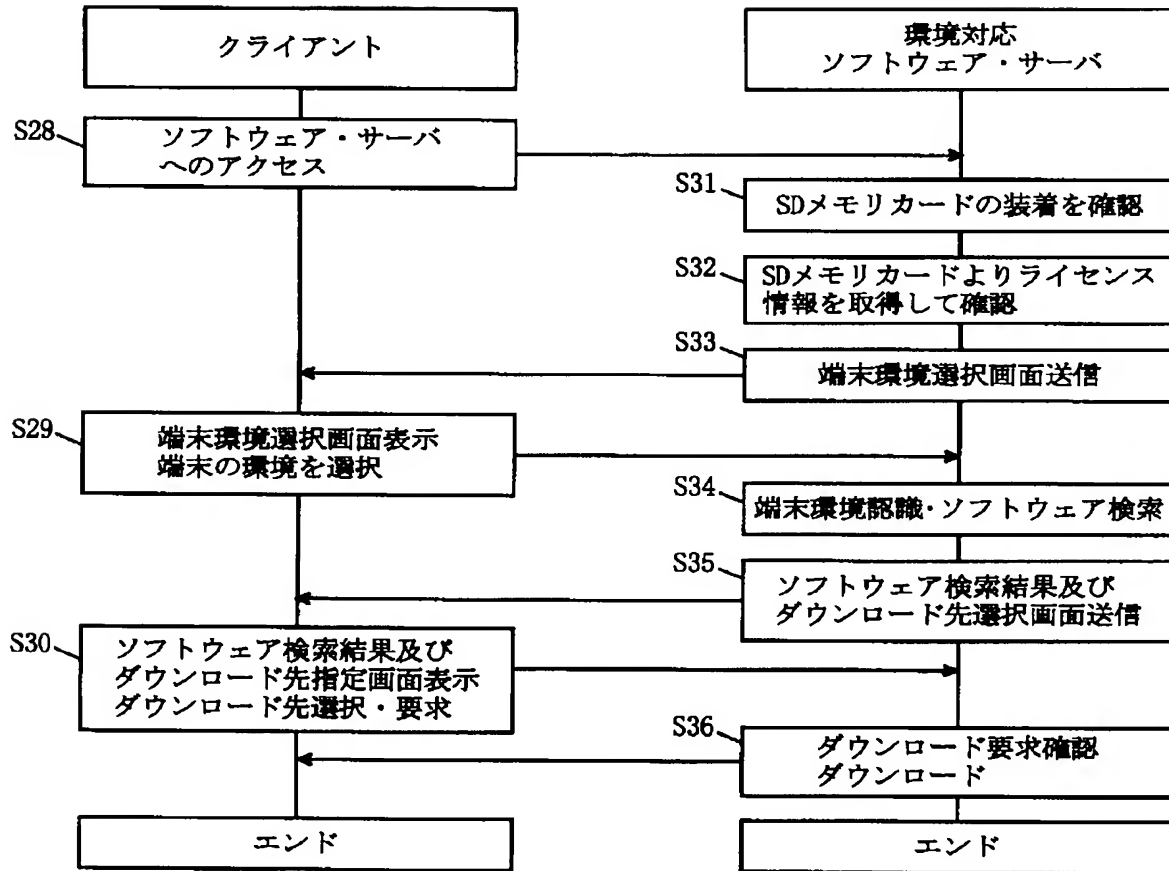 クライアント
環境対応
ソフトウェア・サーバ
S28
ソフトウェア・サーバ
へのアクセス
S31
SDメモリカードの装着を確認
S32
SDメモリカードよりライセンス
情報を取得して確認
S33
端末環境選択画面送信
S29
端末環境選択画面表示
端末の環境を選択
S34
端末環境認識・ソフトウェア検索
S35
ソフトウェア検索結果及び
ダウンロード先選択画面送信
S30
ソフトウェア検索結果及び
ダウンロード先指定画面表示
ダウンロード先選択・要求
S36
ダウンロード要求確認
ダウンロード
エンド
エンド